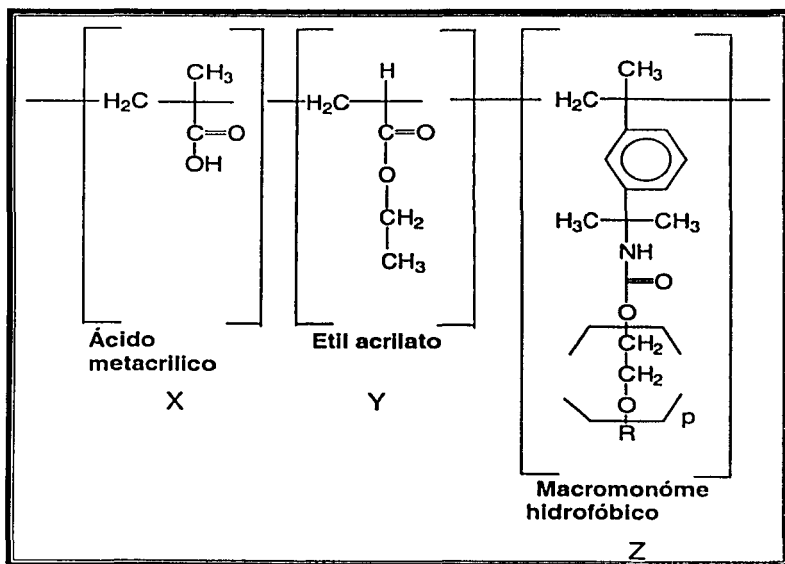 CH₃
H₂C
C=O
OH
Ácido
metacrilico
X
H
H₂C
C=O
O
CH₂
CH₃
Etil acrilato
Y
CH₃
H₂C
H₃C
CH₃
NH
O
O
CH₂
CH₂
O
R
p
Macromonóme
hidrofóbico
Z